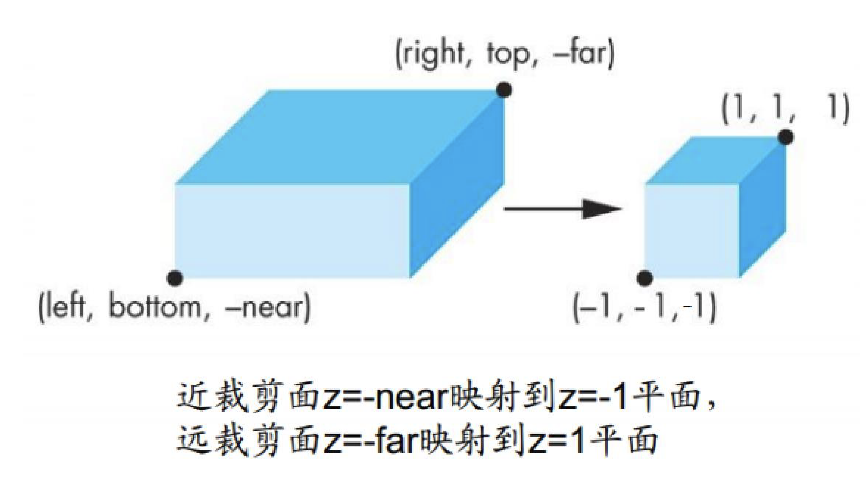 (right, top, –far)
(1, 1, 1)
(left, bottom, –near)
(–1, -1,-1)
近裁剪面z=-near映射到z=-1平面，
远裁剪面z=-far映射到z=1平面